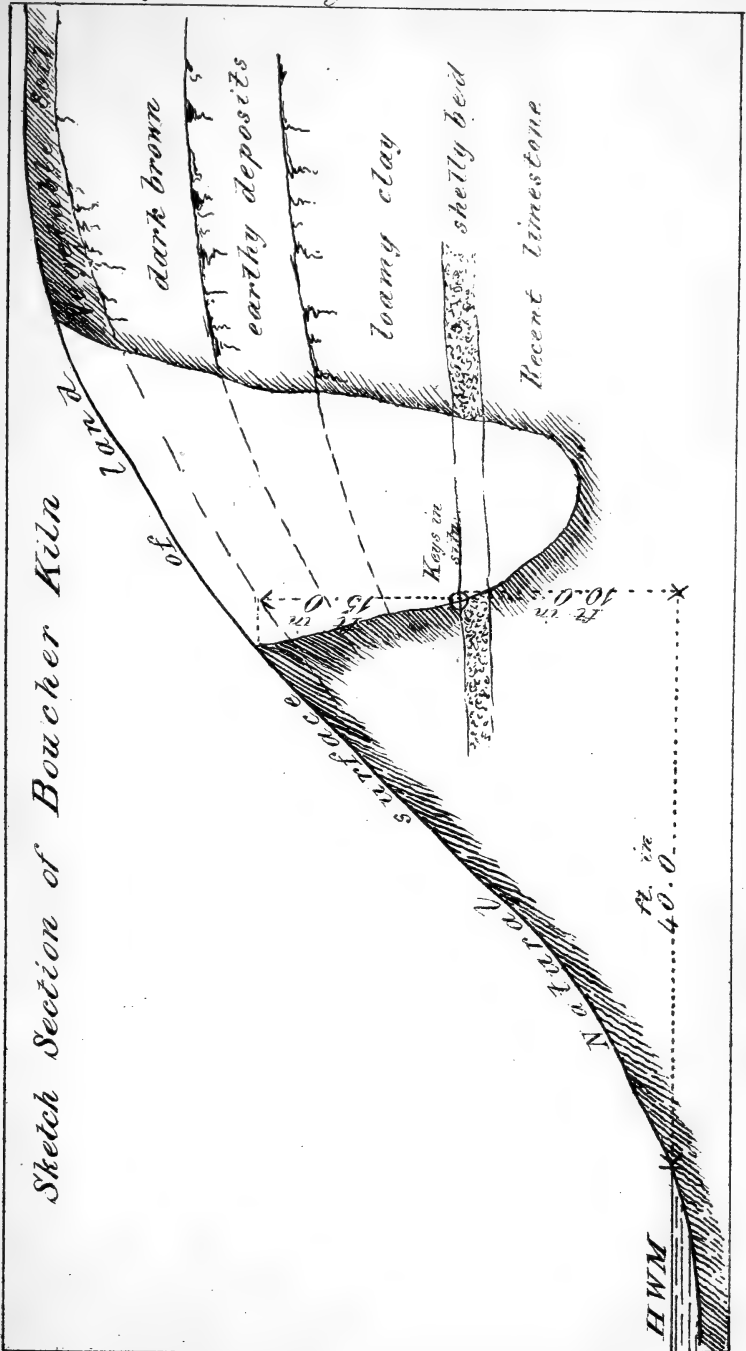 Sketch Section of Boucher Kiln
Vegetable soil
dark brown
earthy deposits
loamy clay
shelly bed
Recent limestone
Natural surface of land
Keys in
situ
ft in
15.0
ft in
10.0
ft. in
40.0
HWM